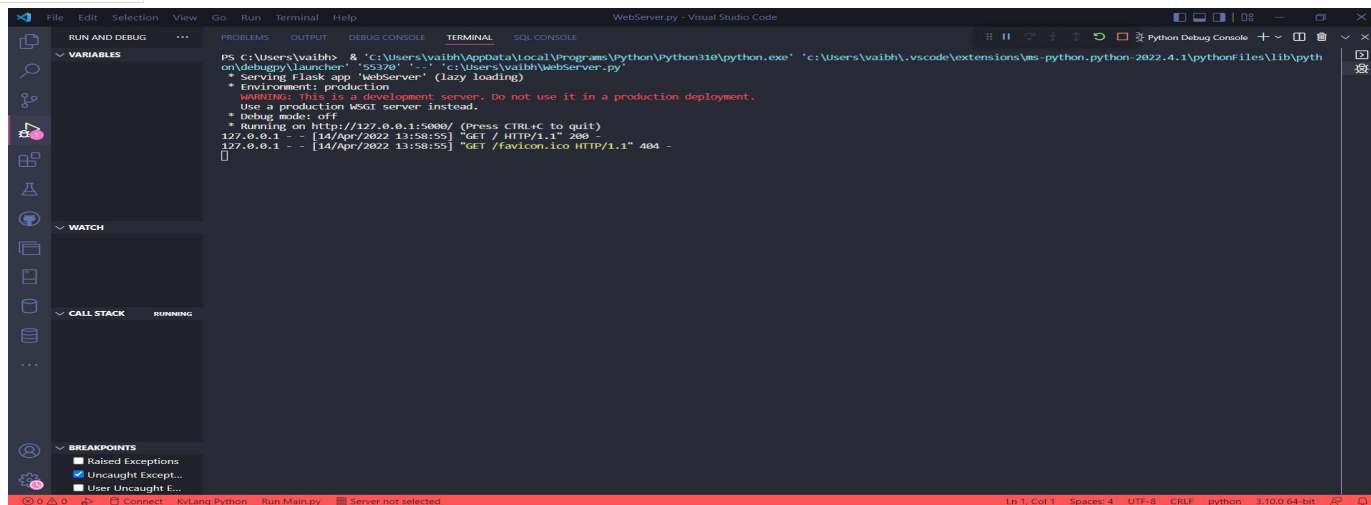 File Edit Selection View Go Run Terminal Help
WebServer.py - Visual Studio Code
RUN AND DEBUG ...
PROBLEMS OUTPUT DEBUG CONSOLE TERMINAL SQL CONSOLE
Python Debug Console
VARIABLES
PS C:\Users\vaibh> & 'C:\Users\vaibh\AppData\Local\Programs\Python\Python310\python.exe' 'c:\Users\vaibh\.vscode\extensions\ms-python.python-2022.4.1\pythonFiles\lib\pyth
on\debugpy\launcher' '55370' '--' 'c:\Users\vaibh\WebServer.py'
* Serving Flask app 'WebServer' (lazy loading)
* Environment: production
WARNING: This is a development server. Do not use it in a production deployment.
Use a production WSGI server instead.
* Debug mode: off
* Running on http://127.0.0.1:5000/ (Press CTRL+C to quit)
127.0.0.1 - - [14/Apr/2022 13:58:55] "GET / HTTP/1.1" 200 -
127.0.0.1 - - [14/Apr/2022 13:58:55] "GET /favicon.ico HTTP/1.1" 404 -
WATCH
CALL STACK RUNNING
BREAKPOINTS
Raised Exceptions
Uncaught Except...
User Uncaught E...
0 0 Connect KvLang Python Run Main.py Server not selected
Ln 1, Col 1 Spaces: 4 UTF-8 CRLF python 3.10.0 64-bit